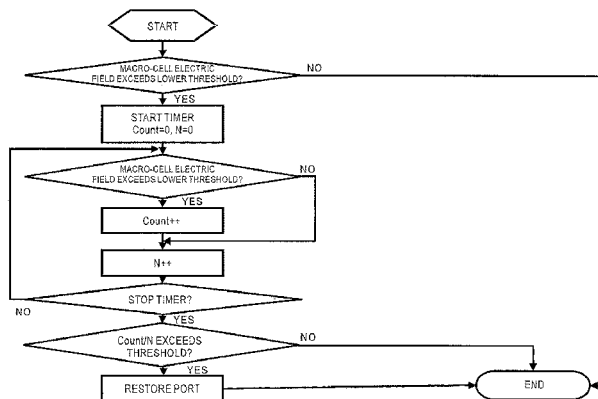 START
MACRO-CELL ELECTRIC
FIELD EXCEEDS LOWER THRESHOLD?
NO
YES
START TIMER
Count=0, N=0
MACRO-CELL ELECTRIC
FIELD EXCEEDS LOWER THRESHOLD?
NO
YES
Count++
N++
STOP TIMER?
NO
YES
Count/N EXCEEDS
THRESHOLD?
NO
YES
RESTORE PORT
END